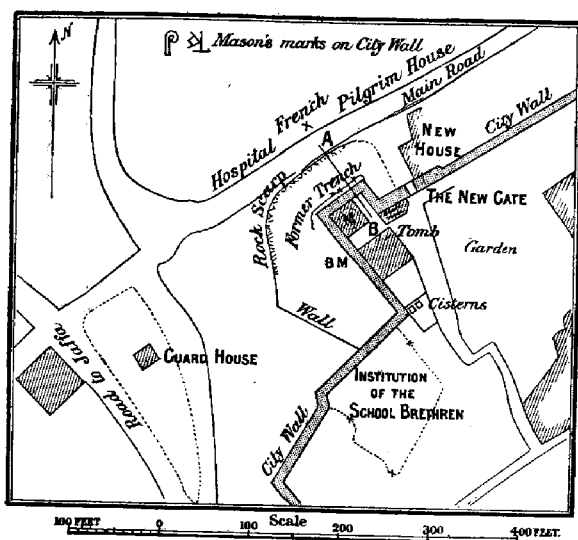 N
Mason's marks on City Wall
Hospital French Pilgrim House
Main Road
A
City Wall
NEW
HOUSE
Rock Scarp
Former Trench
THE NEW GATE
M
B
Tomb
BM
Garden
Wall
Cisterns
Road to Jaffa
GUARD HOUSE
INSTITUTION
OF THE
SCHOOL BRETHREN
City Wall
Scale
100 FEET 0 100 200 300 400 FEET.